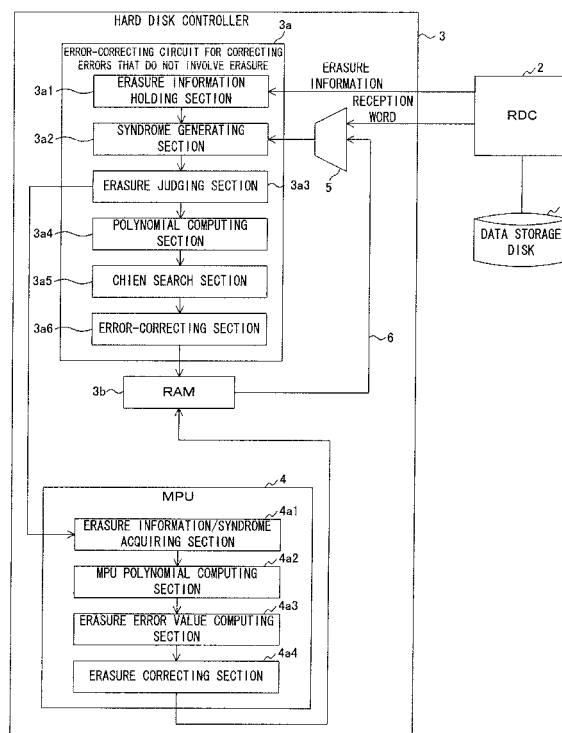 HARD DISK CONTROLLER
3a
3
ERROR-CORRECTING CIRCUIT FOR CORRECTING
ERRORS THAT DO NOT INVOLVE ERASURE
3a1
ERASURE INFORMATION
HOLDING SECTION
3a2
SYNDROME GENERATING
SECTION
ERASURE JUDGING SECTION
3a3
3a4
POLYNOMIAL COMPUTING
SECTION
3a5
CHIEN SEARCH SECTION
3a6
ERROR-CORRECTING SECTION
ERASURE
INFORMATION
RECEPTION
WORD
5
2
RDC
DATA STORAGE
DISK
6
3b
RAM
4
MPU
4a1
ERASURE INFORMATION/SYNDROME
ACQUIRING SECTION
4a2
MPU POLYNOMIAL COMPUTING
SECTION
4a3
ERASURE ERROR VALUE COMPUTING
SECTION
4a4
ERASURE CORRECTING SECTION